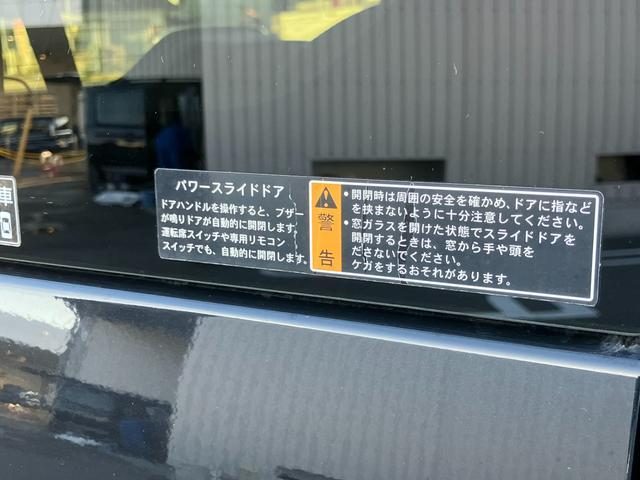 車
パワースライドドア
ドアハンドルを操作すると、ブザー
が鳴りドアが自動的に開閉します。
運転席スイッチや専用リモコン
スイッチでも、自動的に開閉します。
警告
・開閉時は周囲の安全を確かめ、ドアに指など
を挟まないように十分注意してください。
・窓ガラスを開けた状態でスライドドアを
開閉するときは、窓から手や頭を
ださないでください。
ケガをするおそれがあります。